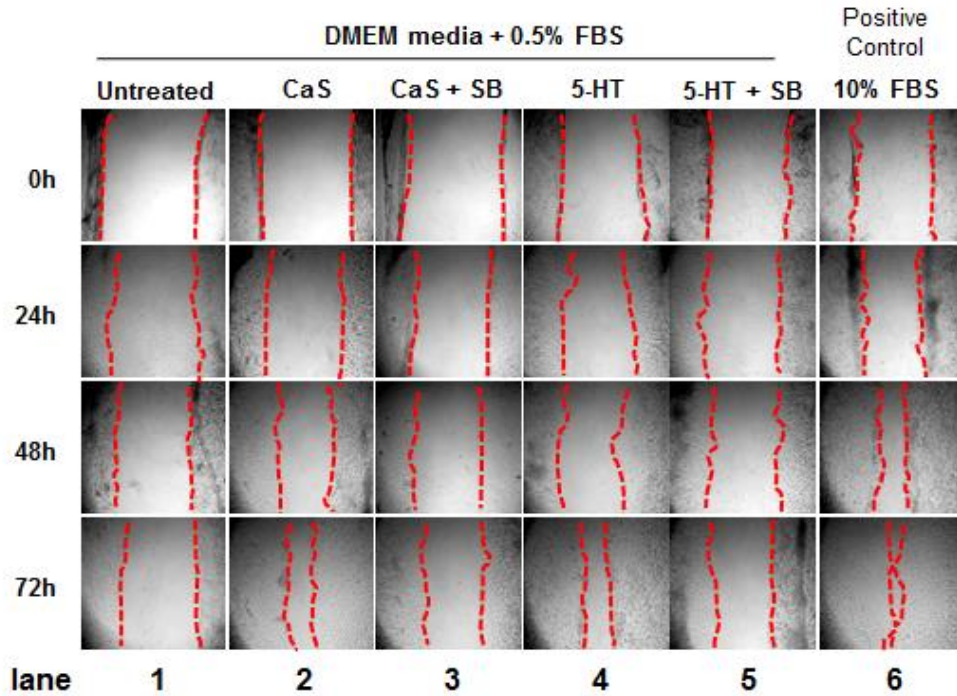 Positive
Control
DMEM media + 0.5% FBS
Untreated CaS CaS + SB 5-HT 5-HT + SB 10% FBS
0h
24h
48h
72h
lane 1 2 3 4 5 6